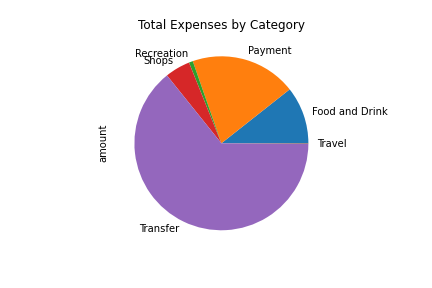 Total Expenses by Category
Recreation
Payment
Shops
Food and Drink
Travel
amount
Transfer